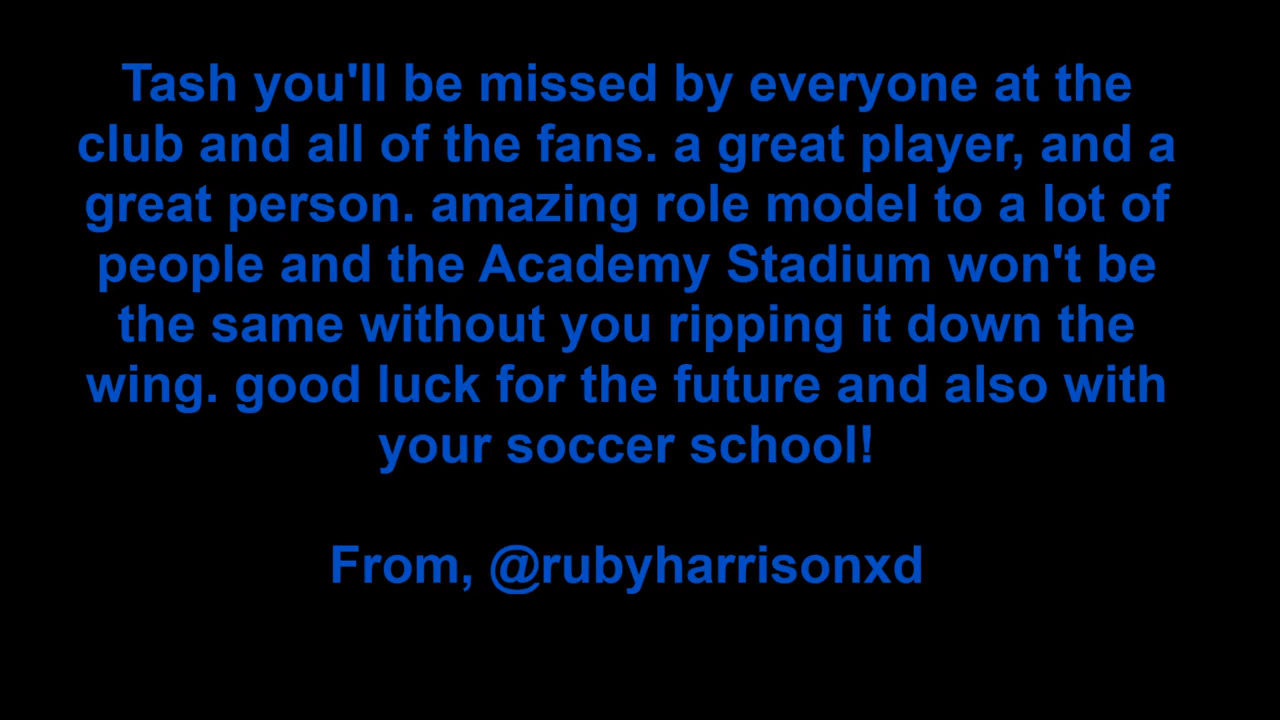 Tash you'll be missed by everyone at the
club and all of the fans. a great player, and a
great person. amazing role model to a lot of
people and the Academy Stadium won't be
the same without you ripping it down the
wing. good luck for the future and also with
your soccer school!
From, @rubyharrisonxd